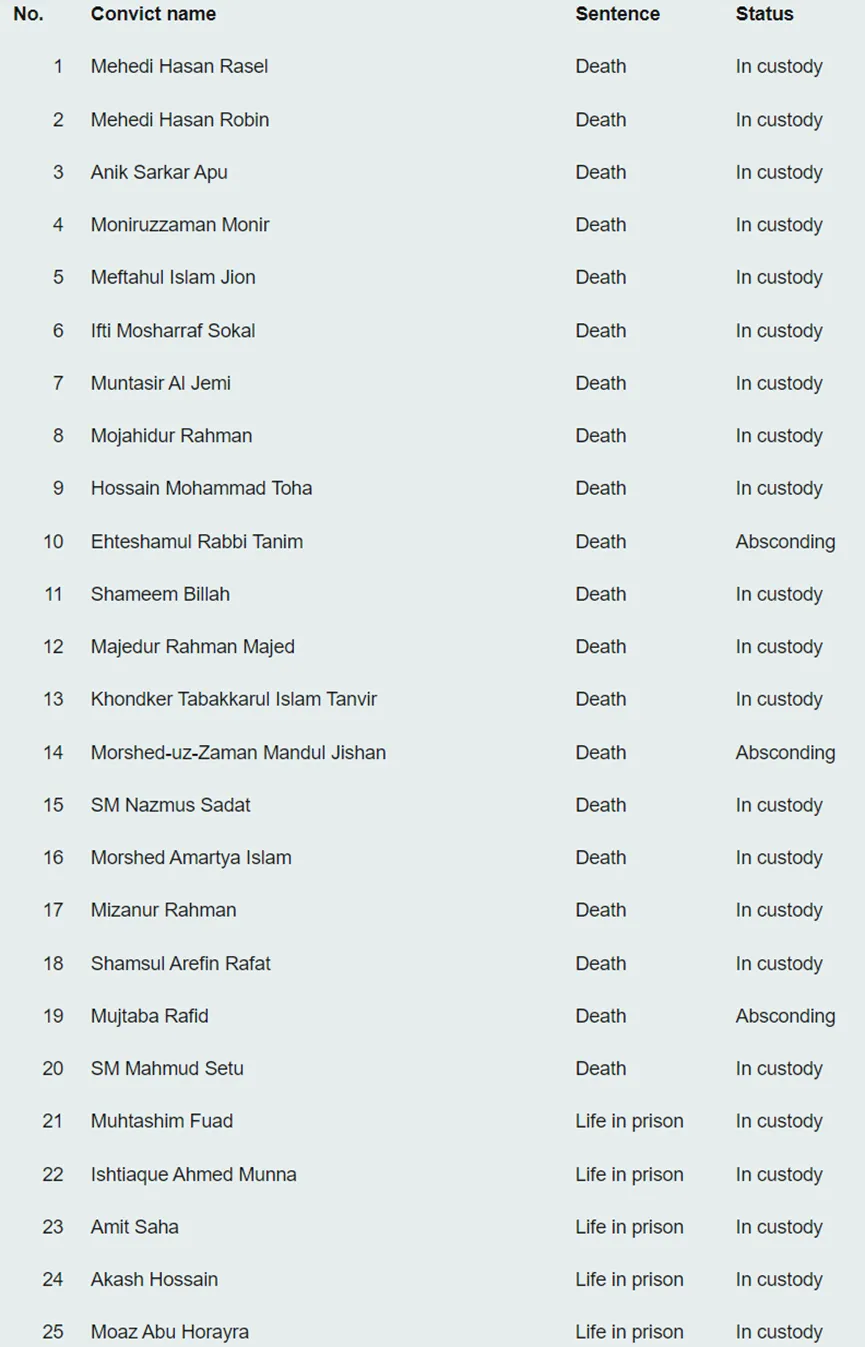 No. Convict name Sentence Status
1 Mehedi Hasan Rasel Death In custody
2 Mehedi Hasan Robin Death In custody
3 Anik Sarkar Apu Death In custody
4 Moniruzzaman Monir Death In custody
5 Meftahul Islam Jion Death In custody
6 Ifti Mosharraf Sokal Death In custody
7 Muntasir Al Jemi Death In custody
8 Mojahidur Rahman Death In custody
9 Hossain Mohammad Toha Death In custody
10 Ehteshamul Rabbi Tanim Death Absconding
11 Shameem Billah Death In custody
12 Majedur Rahman Majed Death In custody
13 Khondker Tabakkarul Islam Tanvir Death In custody
14 Morshed-uz-Zaman Mandul Jishan Death Absconding
15 SM Nazmus Sadat Death In custody
16 Morshed Amartya Islam Death In custody
17 Mizanur Rahman Death In custody
18 Shamsul Arefin Rafat Death In custody
19 Mujtaba Rafid Death Absconding
20 SM Mahmud Setu Death In custody
21 Muhtashim Fuad Life in prison In custody
22 Ishtiaque Ahmed Munna Life in prison In custody
23 Amit Saha Life in prison In custody
24 Akash Hossain Life in prison In custody
25 Moaz Abu Horayra Life in prison In custody